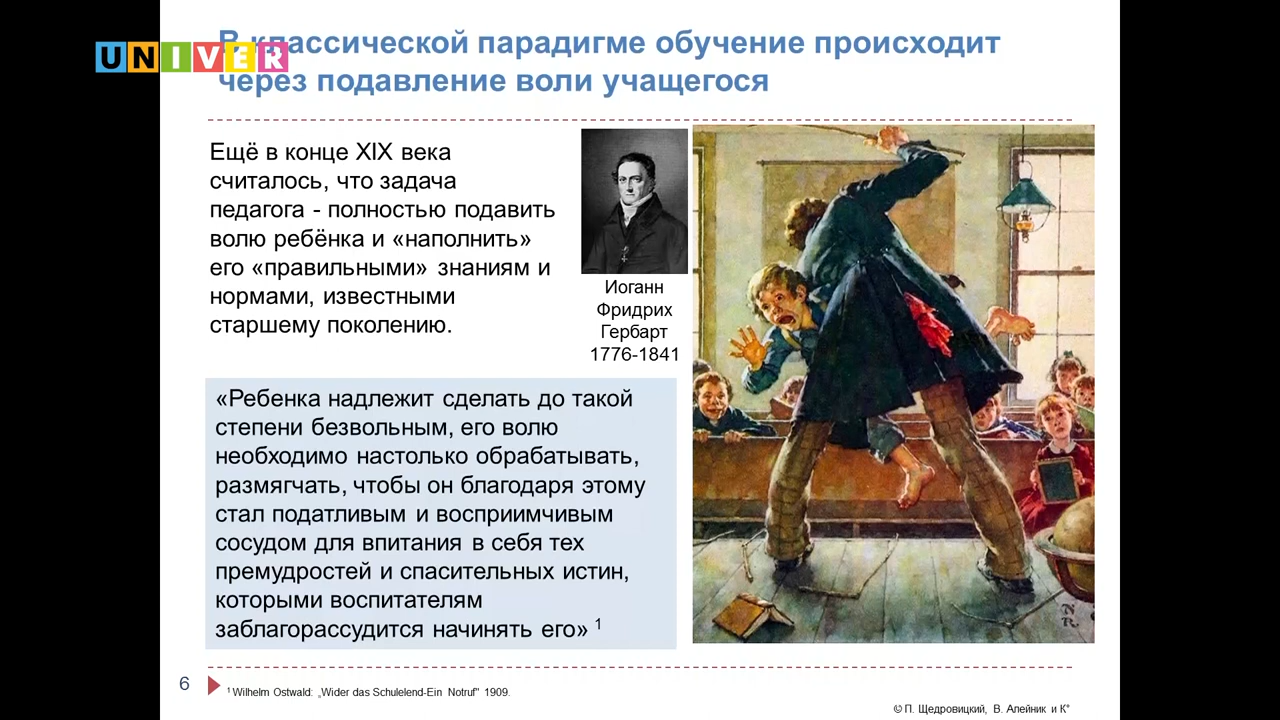 UNIVER
В классической парадигме обучение происходит
через подавление воли учащегося
Ещё в конце XIX века
считалось, что задача
педагога - полностью подавить
волю ребёнка и «наполнить»
его «правильными» знаниям и
нормами, известными
старшему поколению.
Иоганн
Фридрих
Гербарт
1776-1841
«Ребенка надлежит сделать до такой
степени безвольным, его волю
необходимо настолько обрабатывать,
размягчать, чтобы он благодаря этому
стал податливым и восприимчивым
сосудом для впитания в себя тех
премудростей и спасительных истин,
которыми воспитателям
заблагорассудится начинять его» 1
NR
6
1 Wilhelm Ostwald: „Wider das Schulelend-Ein Notruf" 1909.
© П. Щедровицкий, В. Алейник и К°